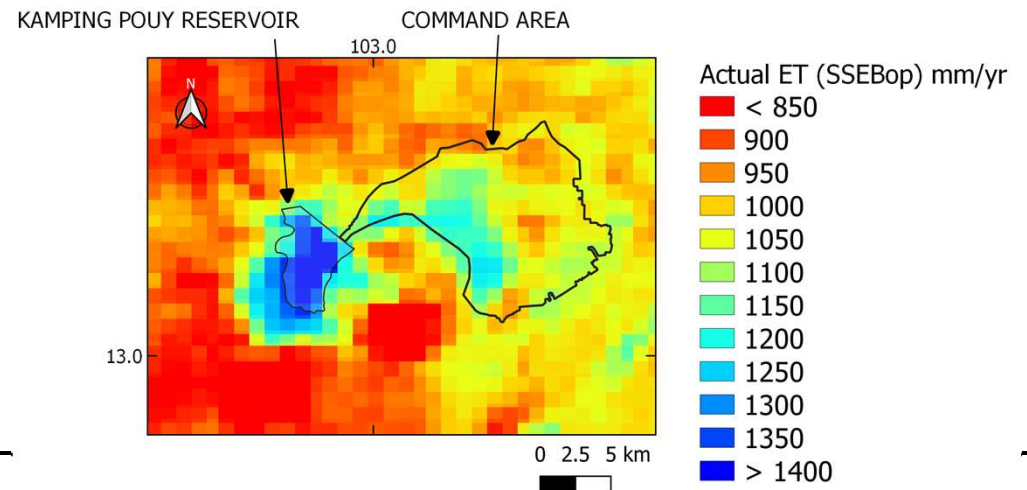 KAMPING POUY RESERVOIR
COMMAND AREA
103.0
N
13.0
Actual ET (SSEBop) mm/yr
< 850
900
950
1000
1050
1100
1150
1200
1250
1300
1350
> 1400
0 2.5 5 km